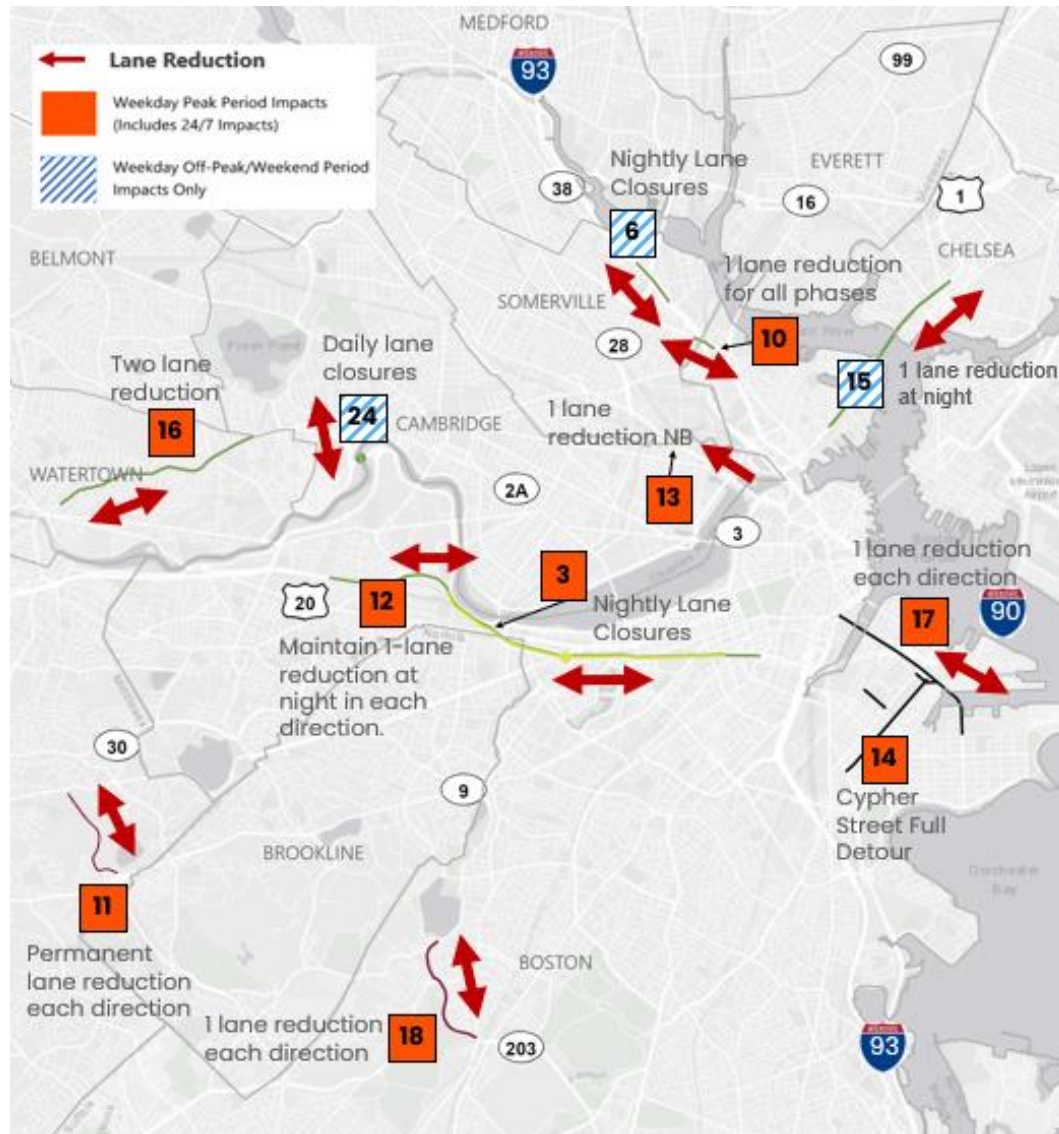 MEDFORD
Lane Reduction
93
99
Weekday Peak Period Impacts
(Includes 24/7 Impacts)
Nightly Lane
Closures
EVERETT
Weekday Off-Peak/Weekend Period
Impacts Only
38
16
1
6
BELMONT
CHELSEA
1 lane reduction
for all phases
SOMERVILLE
10
28
Two lane
reduction
Daily lane
closures
15
1 lane reduction
at night
16
24
CAMBRIDGE
1 lane
reduction NB
WATERTOWN
2A
13
3
1 lane reduction
each direction
3
12
20
Nightly Lane
Closures
17
90
Maintain 1-lane
reduction at
night in each
direction.
30
14
9
Cypher
Street Full
Detour
BROOKLINE
11
Permanent
lane reduction
each direction
BOSTON
18
1 lane reduction
each direction
203
93